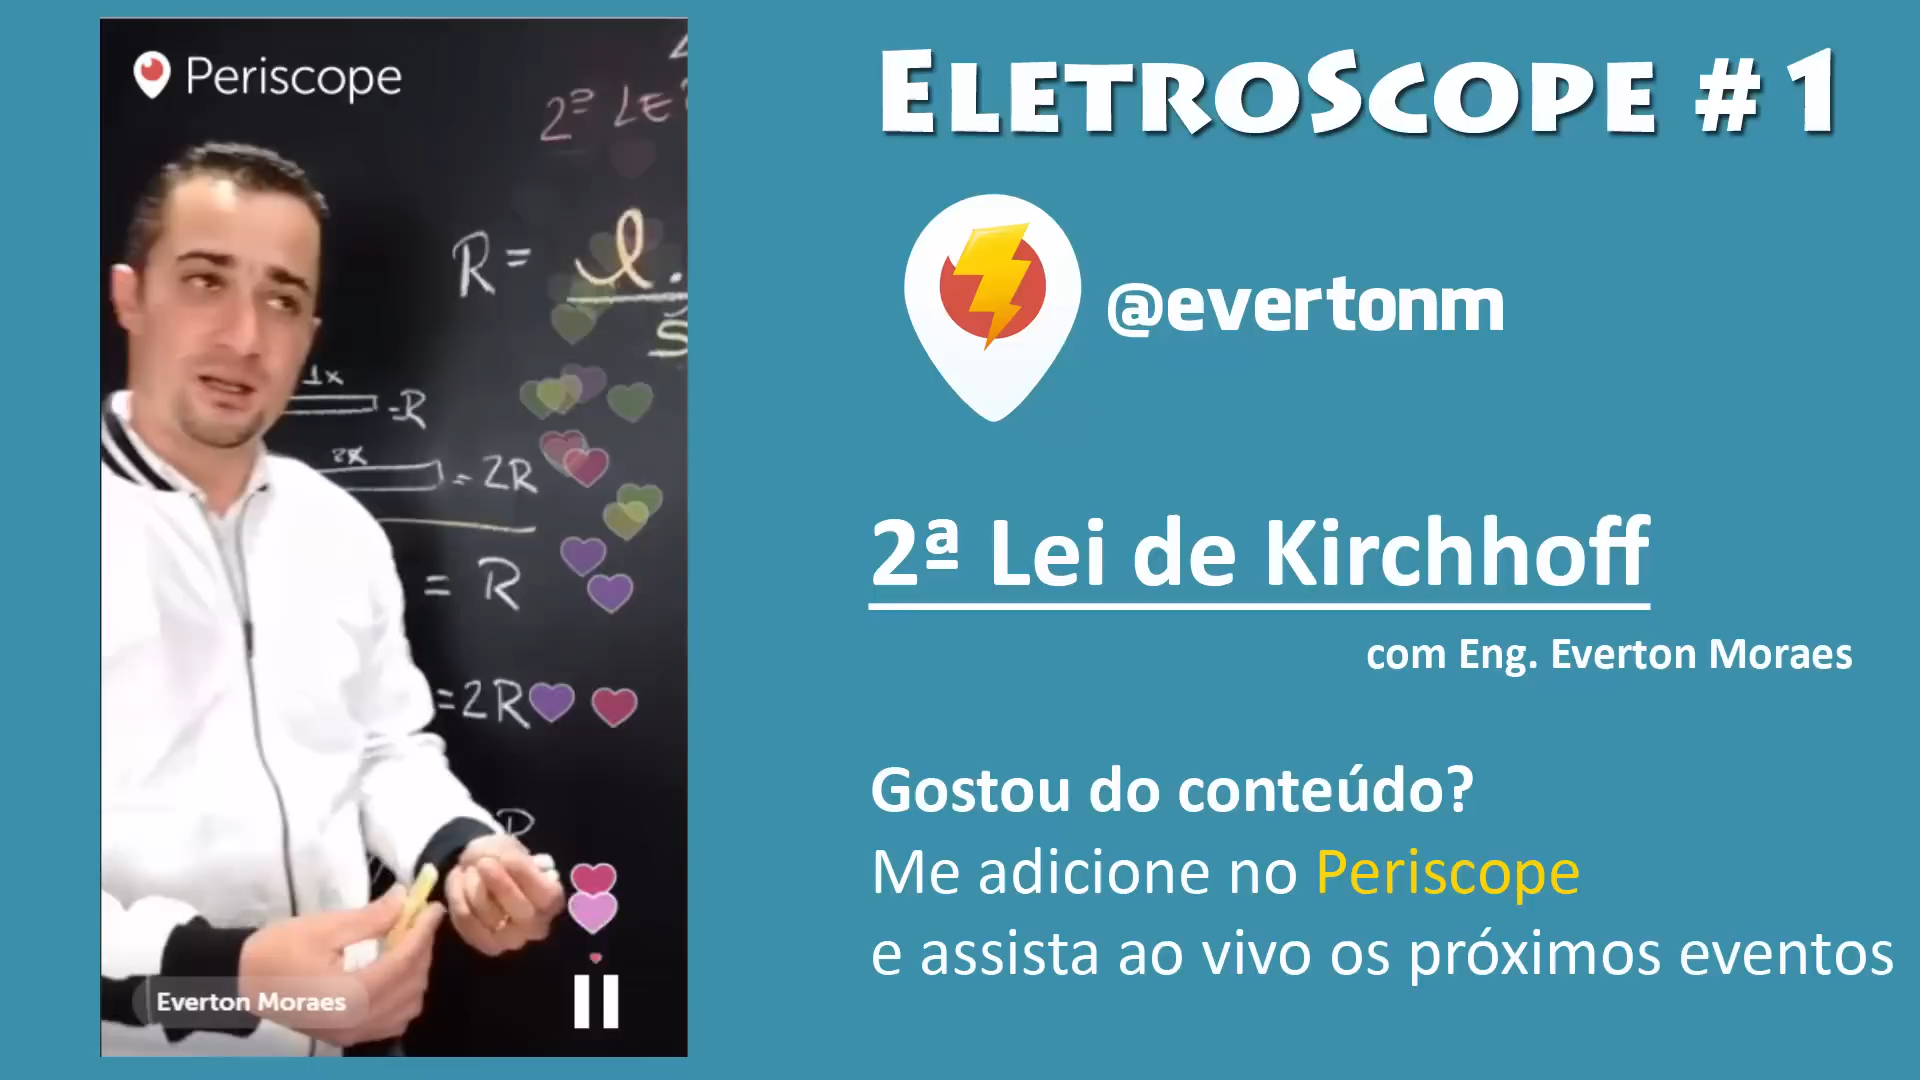 Periscope
2ª LEI
R = l.
S
1x
-R
2x
= 2R
= R
=2R
R
Everton Moraes
ELETROSCOPE #1
@evertonm
2ª Lei de Kirchhoff
com Eng. Everton Moraes
Gostou do conteúdo?
Me adicione no Periscope
e assista ao vivo os próximos eventos